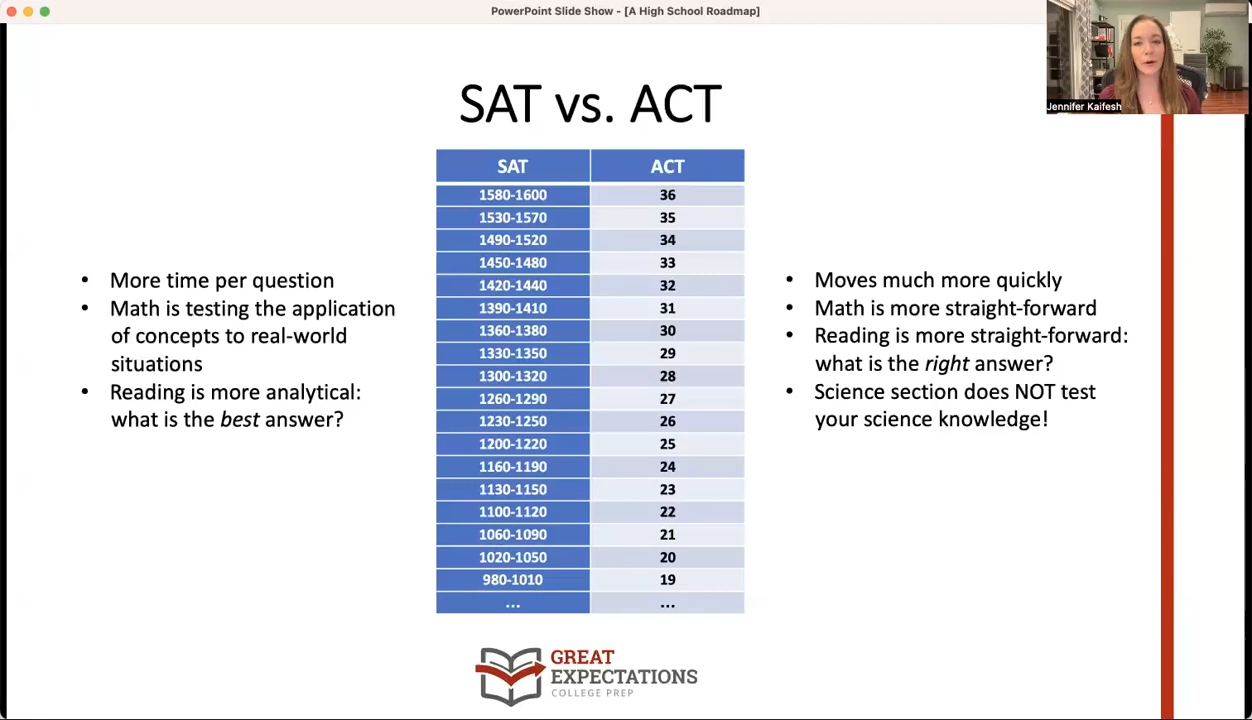 PowerPoint Slide Show - [A High School Roadmap]
Jennifer Kaifesh
SAT vs. ACT
SAT ACT
1580-1600 36
1530-1570 35
1490-1520 34
1450-1480 33
1420-1440 32
1390-1410 31
1360-1380 30
1330-1350 29
1300-1320 28
1260-1290 27
1230-1250 26
1200-1220 25
1160-1190 24
1130-1150 23
1100-1120 22
1060-1090 21
1020-1050 20
980-1010 19
... ...
• More time per question
• Math is testing the application
of concepts to real-world
situations
• Reading is more analytical:
what is the best answer?
• Moves much more quickly
• Math is more straight-forward
• Reading is more straight-forward:
what is the right answer?
• Science section does NOT test
your science knowledge!
GREAT
EXPECTATIONS
COLLEGE PREP